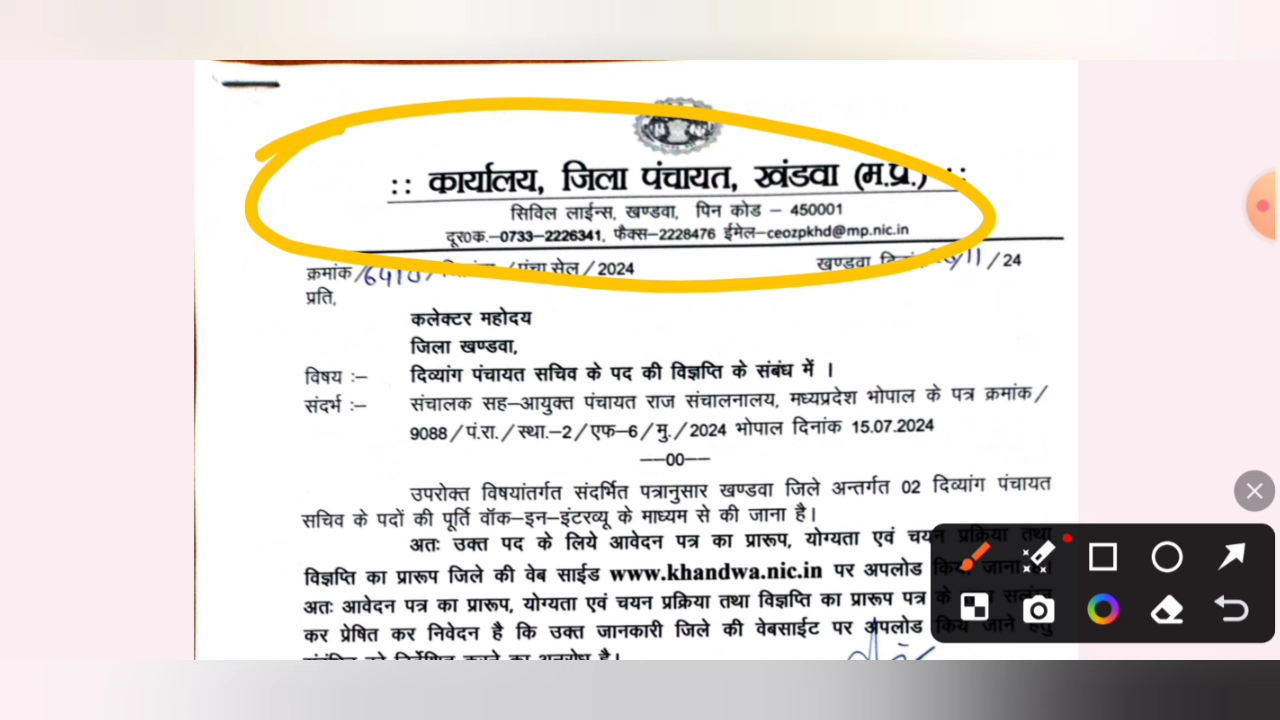 :: कार्यालय, जिला पंचायत, खंडवा (म.प्र.) ::
सिविल लाईन्स, खण्डवा, पिन कोड – 450001
दूर0क.–0733–2226341, फैक्स–2228476 ईमेल–ceozpkhd@mp.nic.in
क्रमांक/6410/ /पंचा.सेल/2024 खण्डवा दिनांक /11/24
प्रति,
कलेक्टर महोदय
जिला खण्डवा,
विषय :– दिव्यांग पंचायत सचिव के पद की विज्ञप्ति के संबंध में ।
संदर्भ :– संचालक सह–आयुक्त पंचायत राज संचालनालय, मध्यप्रदेश भोपाल के पत्र क्रमांक/
9088/पं.रा./स्था.–2/एफ–6/मु./2024 भोपाल दिनांक 15.07.2024
––00––
उपरोक्त विषयांतर्गत संदर्भित पत्रानुसार खण्डवा जिले अन्तर्गत 02 दिव्यांग पंचायत
सचिव के पदों की पूर्ति वॉक–इन–इंटरव्यू के माध्यम से की जाना है।
अतः उक्त पद के लिये आवेदन पत्र का प्रारूप, योग्यता एवं चयन प्रक्रिया तथा
विज्ञप्ति का प्रारूप जिले की वेब साईड www.khandwa.nic.in पर अपलोड किया जाना
अतः आवेदन पत्र का प्रारूप, योग्यता एवं चयन प्रक्रिया तथा विज्ञप्ति का प्रारूप पत्र के
कर प्रेषित कर निवेदन है कि उक्त जानकारी जिले की वेबसाईट पर अपलोड किये जाने हेतु